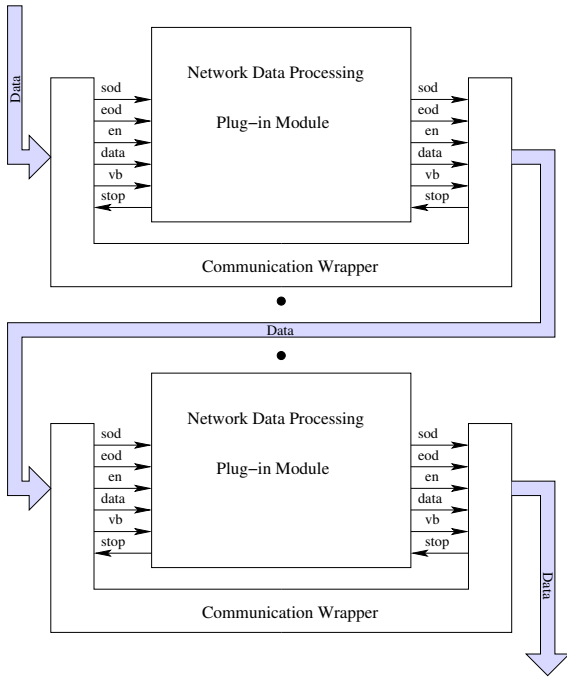 Data
Network Data Processing
Plug-in Module
sod
eod
en
data
vb
stop
sod
eod
en
data
vb
stop
Communication Wrapper
Data
Network Data Processing
Plug-in Module
sod
eod
en
data
vb
stop
sod
eod
en
data
vb
stop
Communication Wrapper
Data